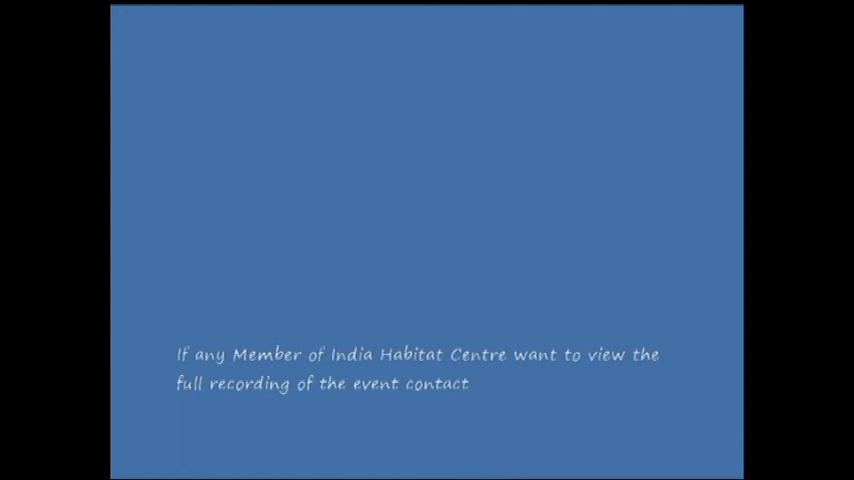 If any Member of India Habitat Centre want to view the
full recording of the event contact